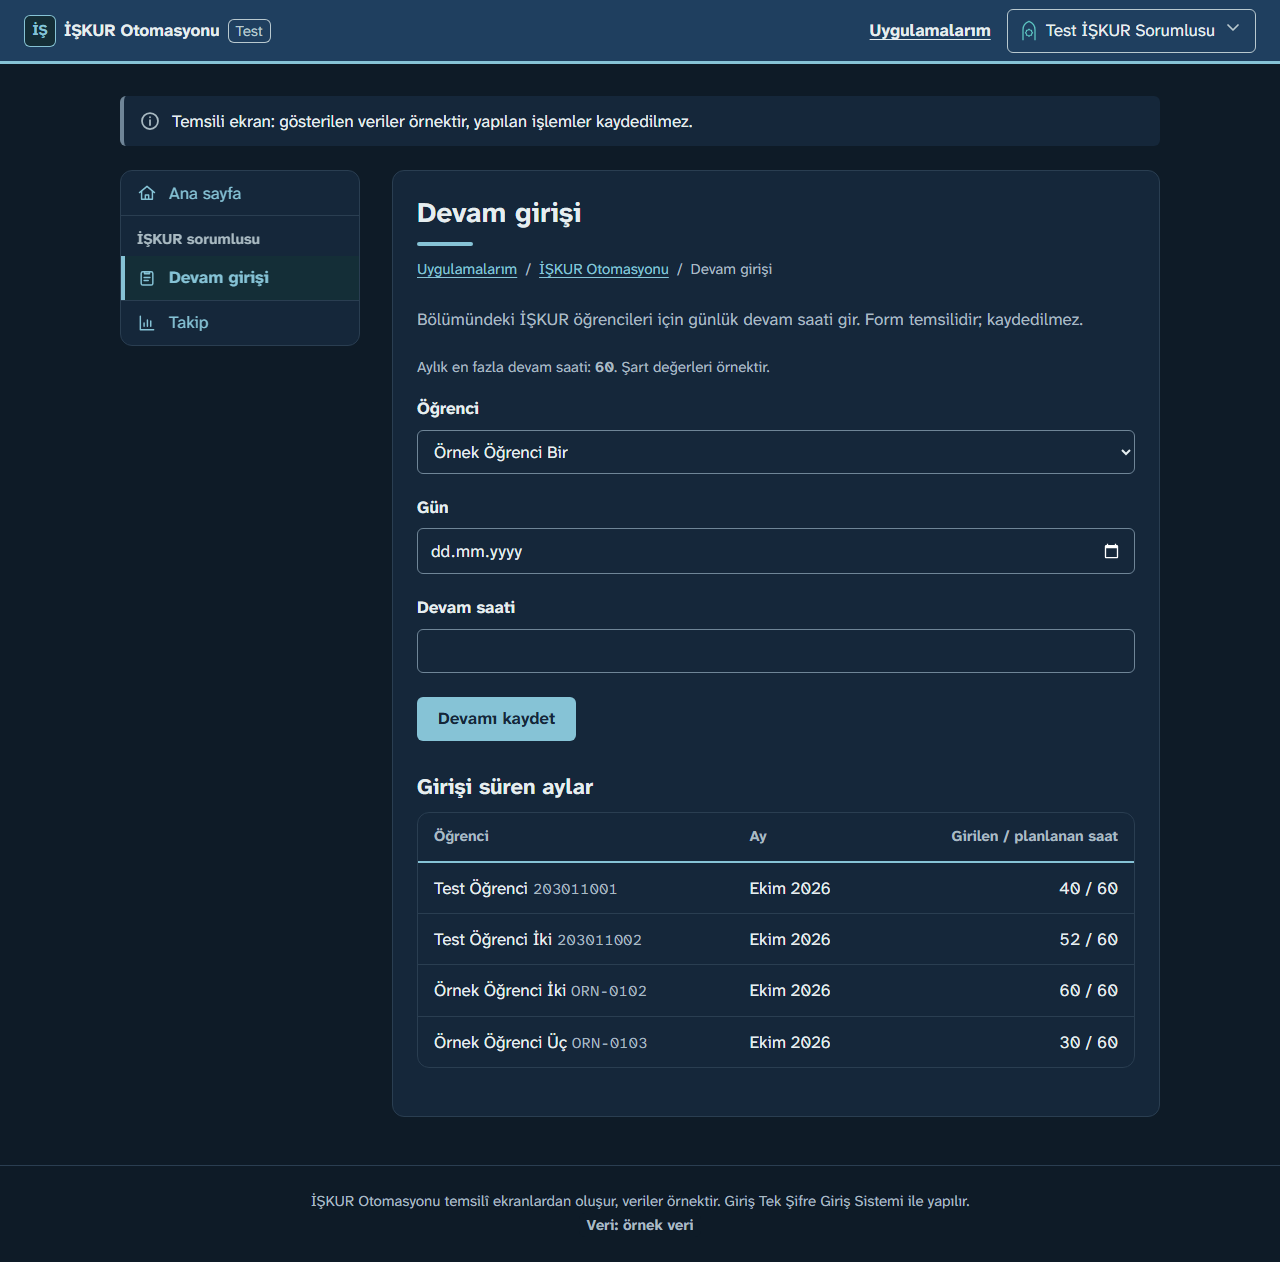 İŞ İŞKUR Otomasyonu Test
Uygulamalarım
Test İŞKUR Sorumlusu
Temsili ekran: gösterilen veriler örnektir, yapılan işlemler kaydedilmez.
Ana sayfa
İŞKUR sorumlusu
Devam girişi
Takip
Devam girişi
Uygulamalarım / İŞKUR Otomasyonu / Devam girişi
Bölümündeki İŞKUR öğrencileri için günlük devam saati gir. Form temsilidir; kaydedilmez.
Aylık en fazla devam saati: 60. Şart değerleri örnektir.
Öğrenci
Örnek Öğrenci Bir
Gün
dd.mm.yyyy
Devam saati
Devamı kaydet
Girişi süren aylar
Öğrenci Ay Girilen / planlanan saat
Test Öğrenci 203011001 Ekim 2026 40 / 60
Test Öğrenci İki 203011002 Ekim 2026 52 / 60
Örnek Öğrenci İki ORN-0102 Ekim 2026 60 / 60
Örnek Öğrenci Üç ORN-0103 Ekim 2026 30 / 60
İŞKUR Otomasyonu temsilî ekranlardan oluşur, veriler örnektir. Giriş Tek Şifre Giriş Sistemi ile yapılır.
Veri: örnek veri